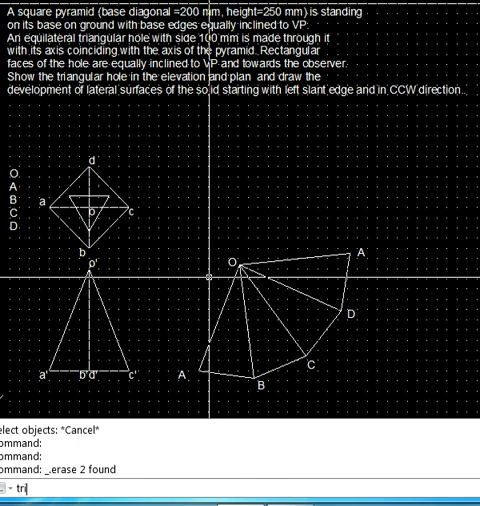 A square pyramid (base diagonal =200 mm, height=250 mm) is standing
on its base on ground with base edges equally inclined to VP.
An equilateral triangular hole with side 100 mm is made through it
with its axis coinciding with the axis of the pyramid. Rectangular
faces of the hole are equally inclined to VP and towards the observer.
Show the triangular hole in the elevation and plan and draw the
development of lateral surfaces of the solid starting with left slant edge and in CCW direction..
O
A
B
C
D
d
a
p
c
b
p'
a'
b'd'
c'
O
A
D
C
B
A
elect objects: *Cancel*
ommand:
ommand:
ommand: _.erase 2 found
tri